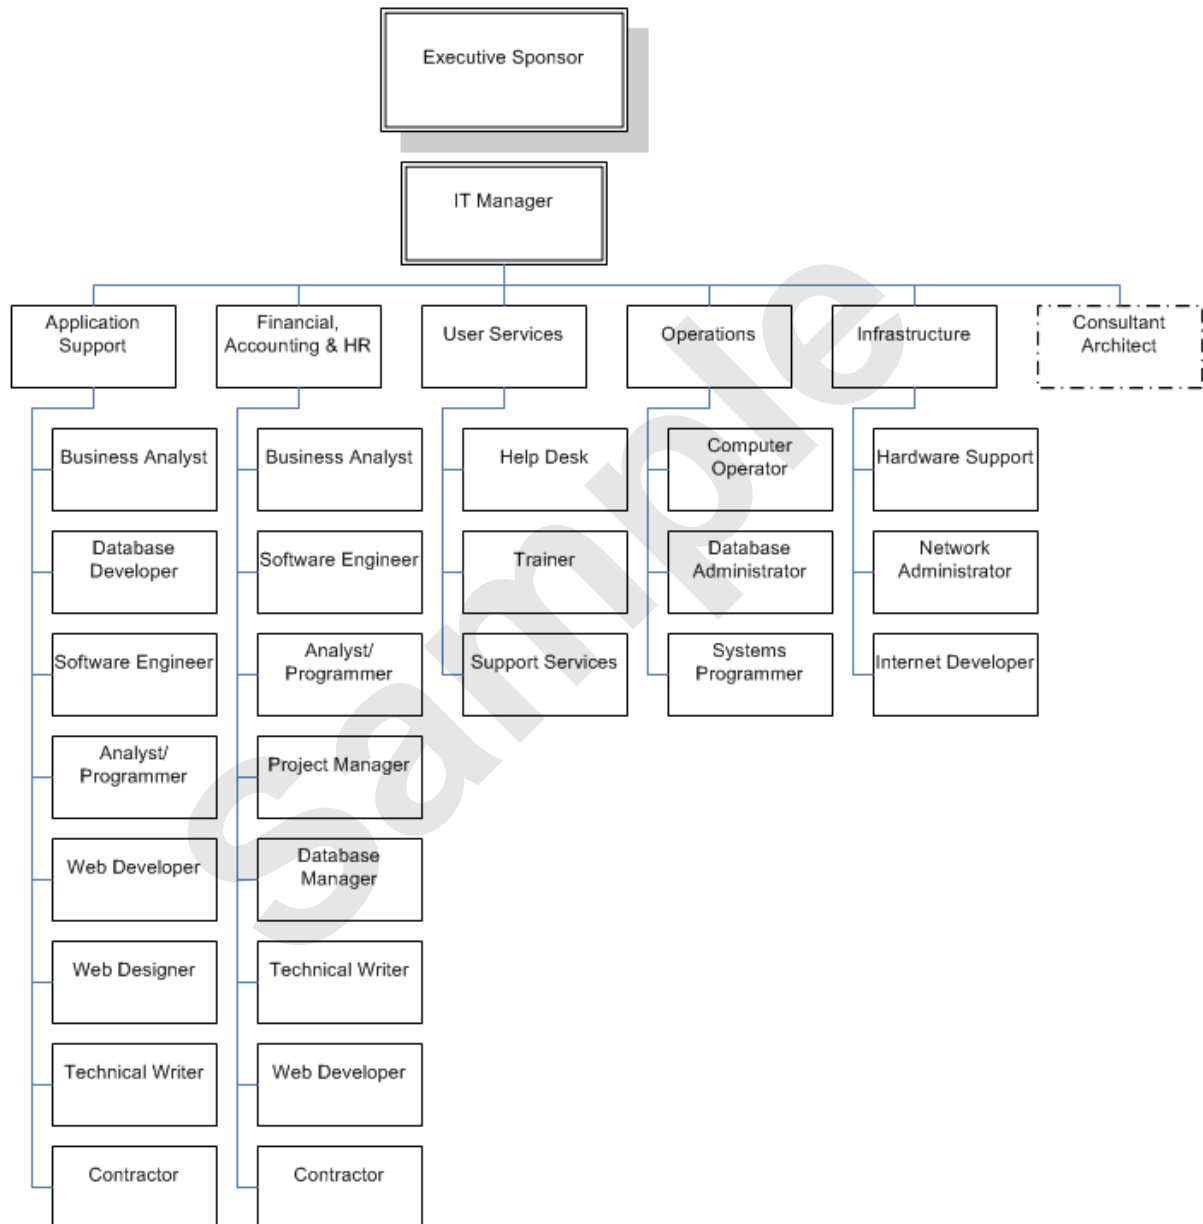 Executive Sponsor
IT Manager
Application
Support
Financial,
Accounting & HR
User Services
Operations
Infrastructure
Consultant
Architect
Business Analyst
Database
Developer
Software Engineer
Analyst/
Programmer
Web Developer
Web Designer
Technical Writer
Contractor
Business Analyst
Software Engineer
Analyst/
Programmer
Project Manager
Database
Manager
Technical Writer
Web Developer
Contractor
Help Desk
Trainer
Support Services
Computer
Operator
Database
Administrator
Systems
Programmer
Hardware Support
Network
Administrator
Internet Developer
Sample